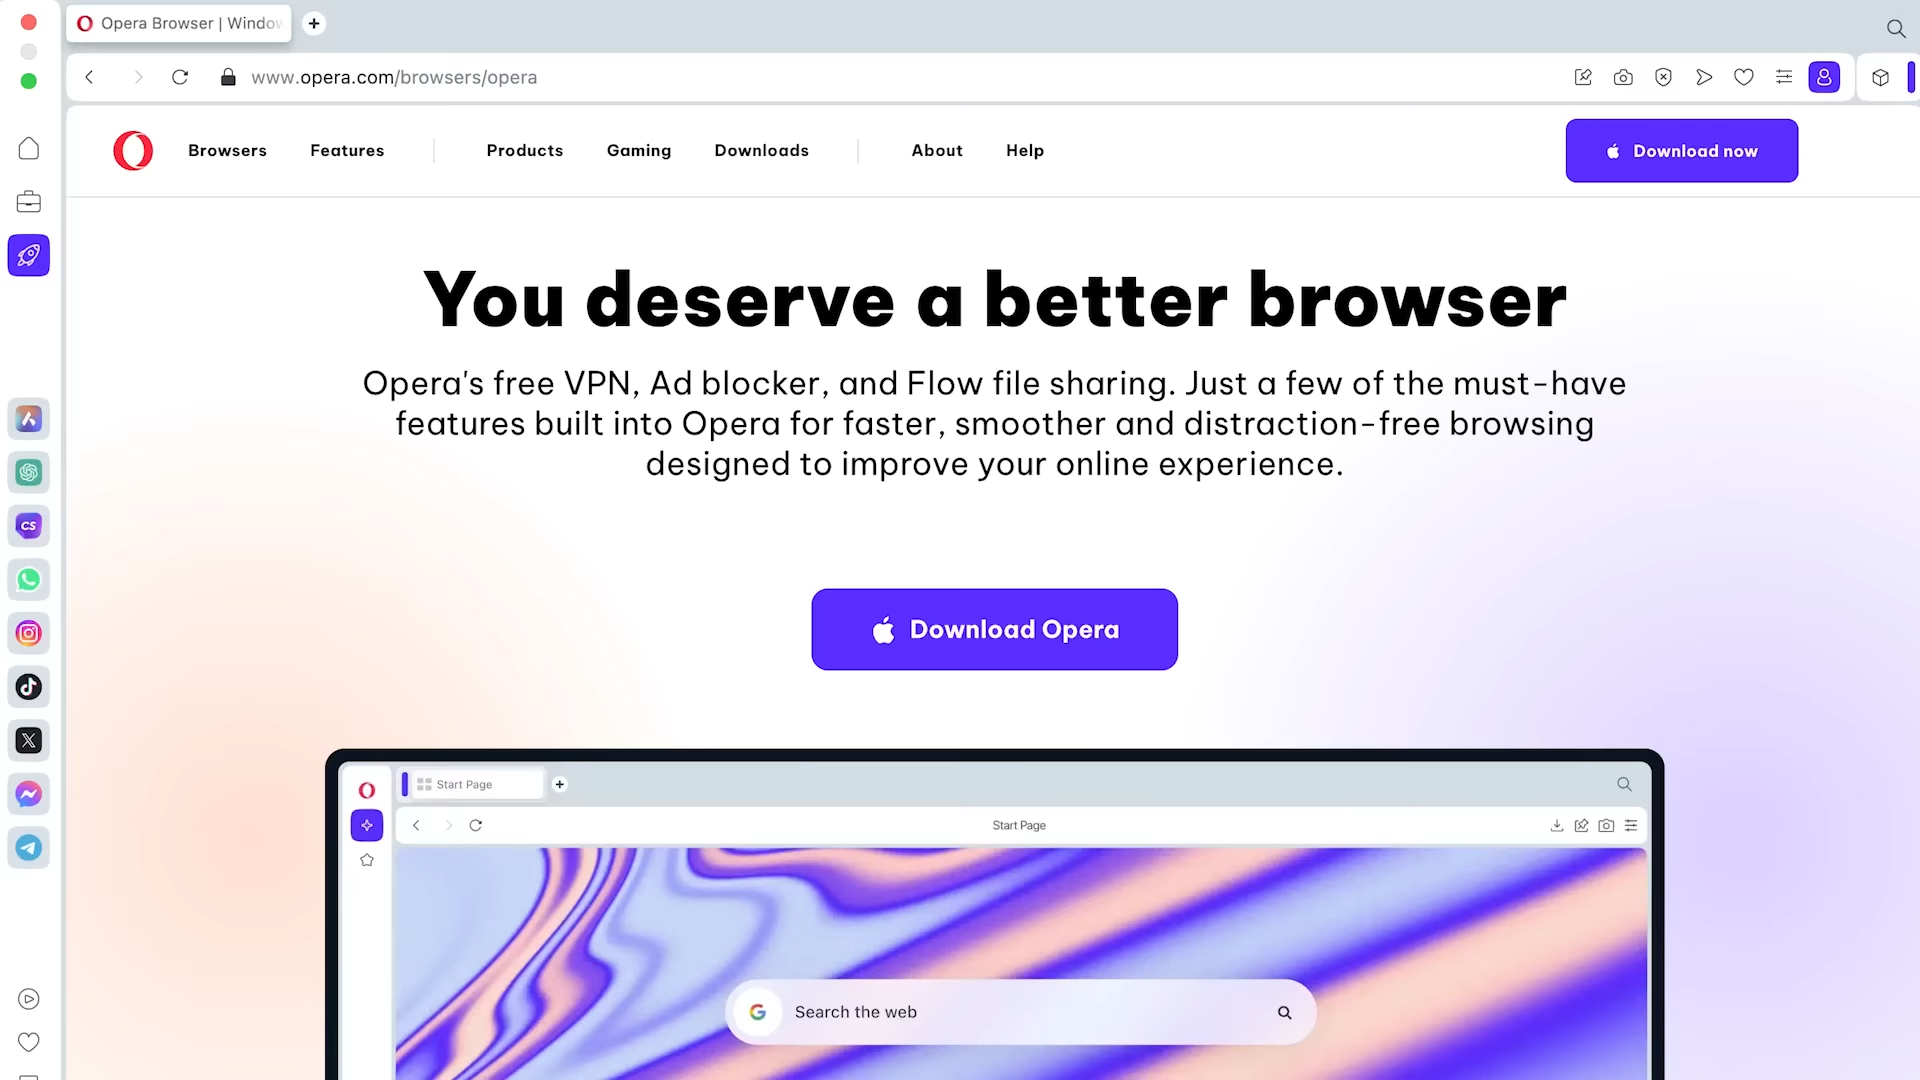 Opera Browser | Window
www.opera.com/browsers/opera
Browsers
Features
Products
Gaming
Downloads
About
Help
Download now
You deserve a better browser
Opera's free VPN, Ad blocker, and Flow file sharing. Just a few of the must-have
features built into Opera for faster, smoother and distraction-free browsing
designed to improve your online experience.
CS
Download Opera
Start Page
Start Page
Search the web